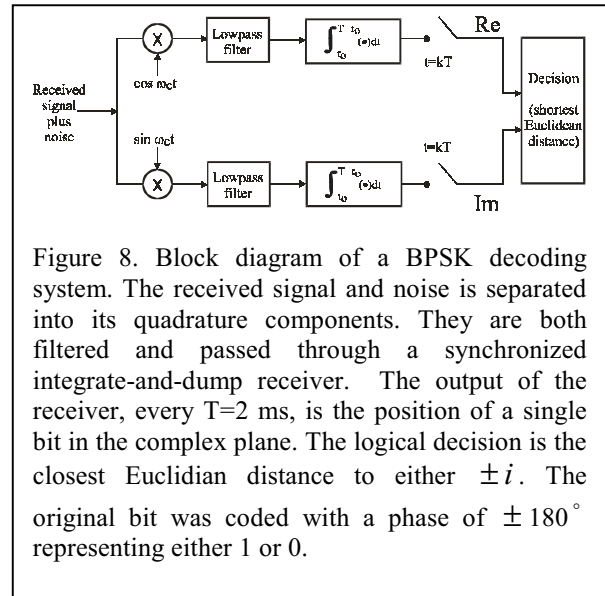 Re
Lowpass
filter
∫ T t₀ t₀ (•)dt
t=kT
X
cos ω_ct
Received
signal
plus
noise
Decision
(shortest
Euclidean
distance)
sin ω_ct
X
Lowpass
filter
∫ T t₀ t₀ (•)dt
t=kT
Im
Figure 8. Block diagram of a BPSK decoding
system. The received signal and noise is separated
into its quadrature components. They are both
filtered and passed through a synchronized
integrate-and-dump receiver. The output of the
receiver, every T=2 ms, is the position of a single
bit in the complex plane. The logical decision is the
closest Euclidian distance to either ±i. The
original bit was coded with a phase of ±180°
representing either 1 or 0.